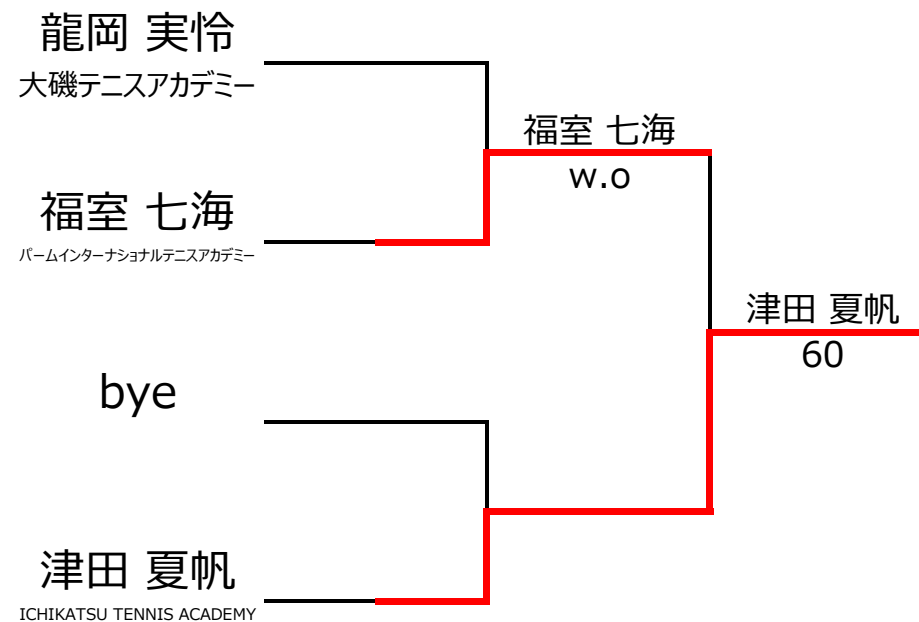 龍岡 実怜
大磯テニスアカデミー
福室 七海
w.o
福室 七海
パームインターナショナルテニスアカデミー
津田 夏帆
60
bye
津田 夏帆
ICHIKATSU TENNIS ACADEMY